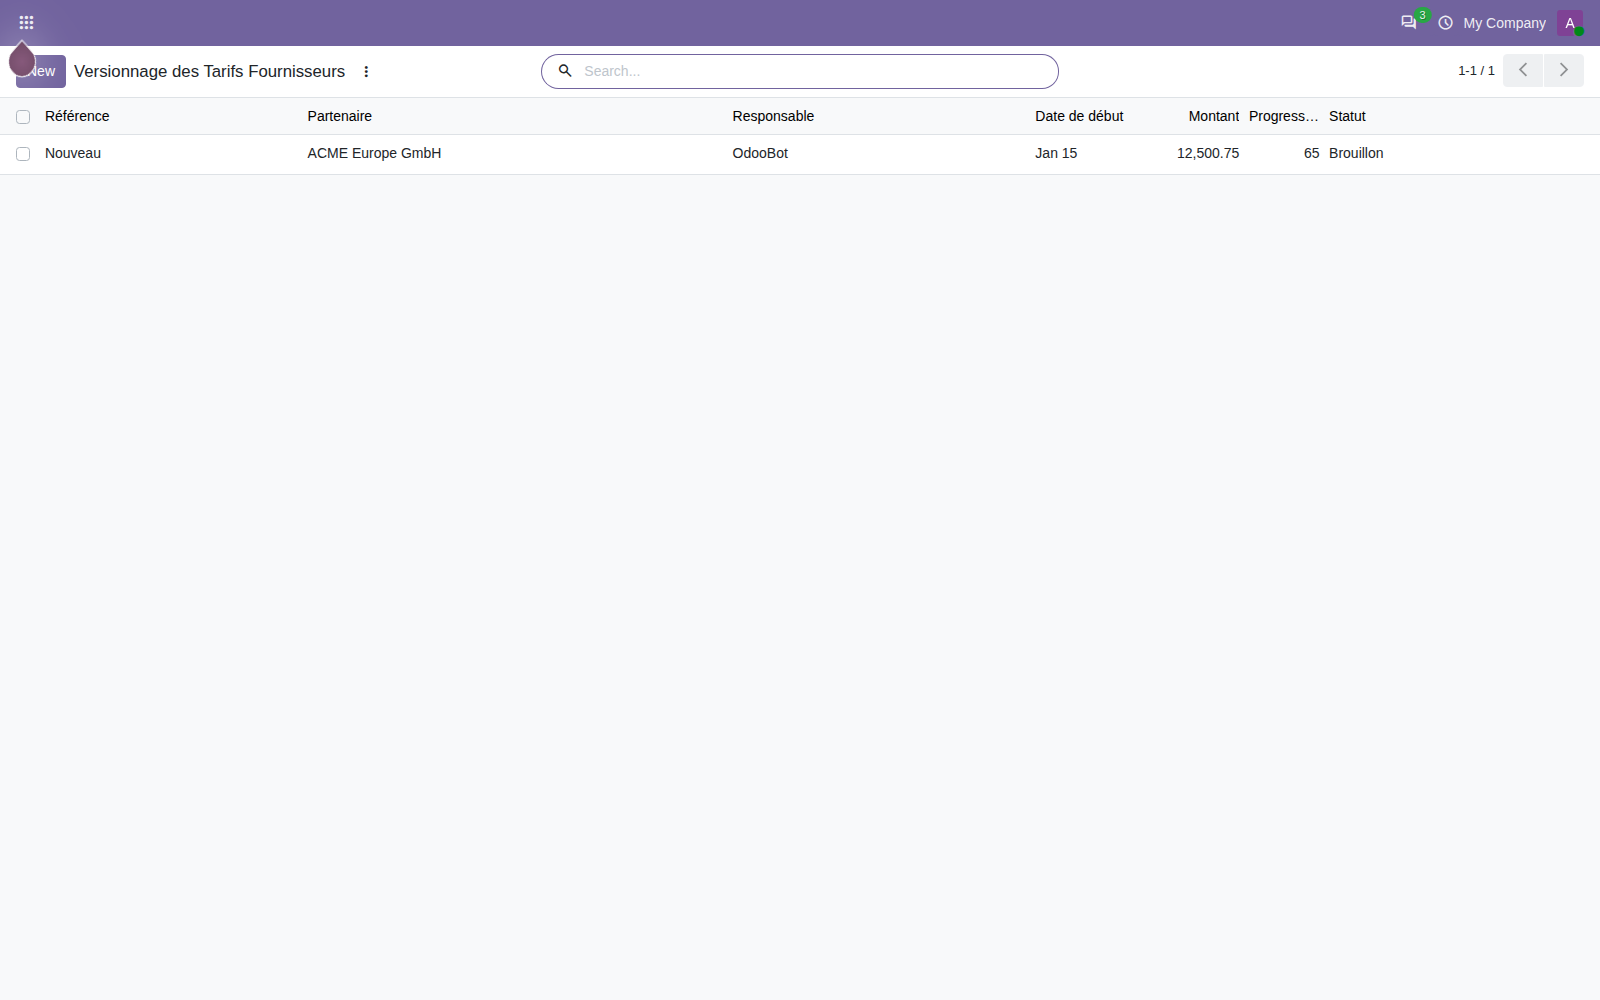 3
My Company
A
New
Versionnage des Tarifs Fournisseurs
Search...
1-1 / 1
Référence Partenaire Responsable Date de début Montant Progress... Statut
Nouveau ACME Europe GmbH OdooBot Jan 15 12,500.75 65 Brouillon